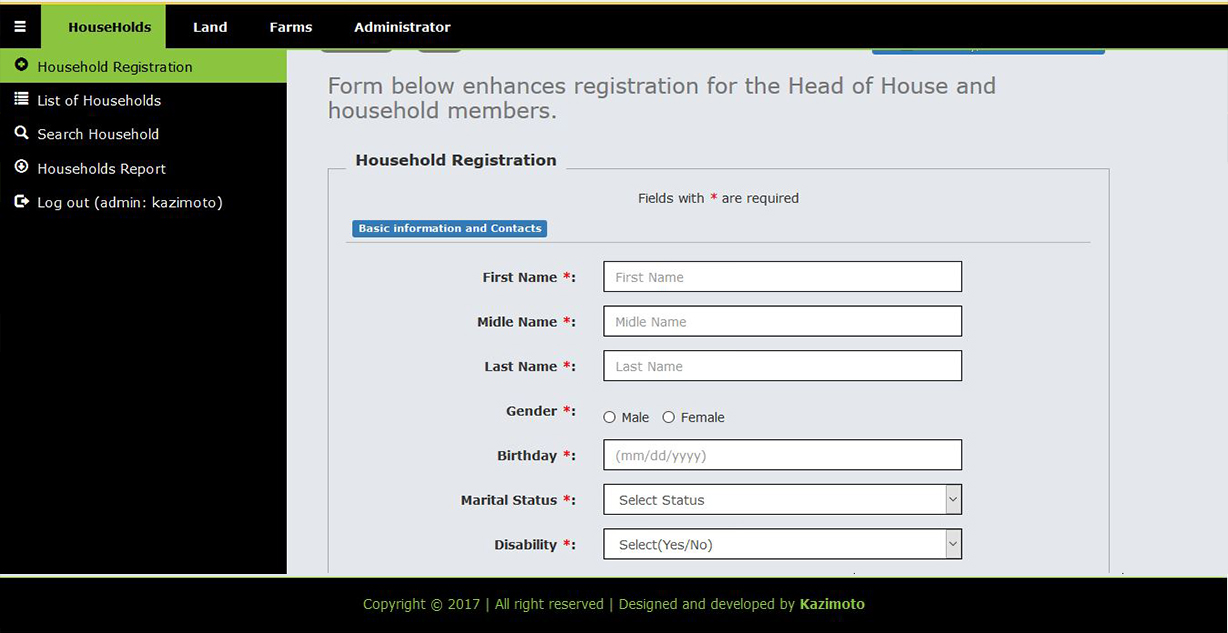 HouseHolds Land Farms Administrator
Household Registration
List of Households
Search Household
Households Report
Log out (admin: kazimoto)
Form below enhances registration for the Head of House and
household members.
Household Registration
Fields with * are required
Basic information and Contacts
First Name *: First Name
Midle Name *: Midle Name
Last Name *: Last Name
Gender *: Male Female
Birthday *: (mm/dd/yyyy)
Marital Status *: Select Status
Disability *: Select(Yes/No)
Copyright © 2017 | All right reserved | Designed and developed by Kazimoto